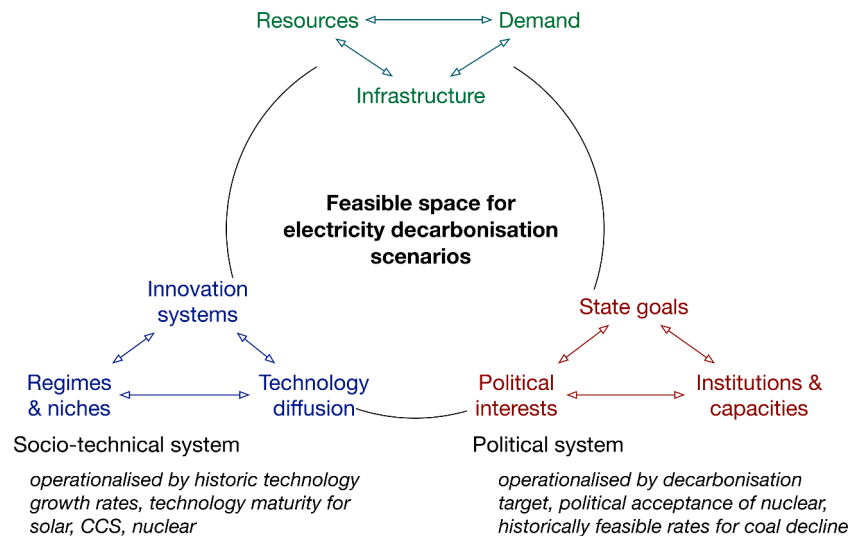 Resources
Demand
Infrastructure
Feasible space for
electricity decarbonisation
scenarios
Innovation
systems
State goals
Regimes
& niches
Technology
diffusion
Political
interests
Institutions &
capacities
Socio-technical system
operationalised by historic technology
growth rates, technology maturity for
solar, CCS, nuclear
Political system
operationalised by decarbonisation
target, political acceptance of nuclear,
historically feasible rates for coal decline